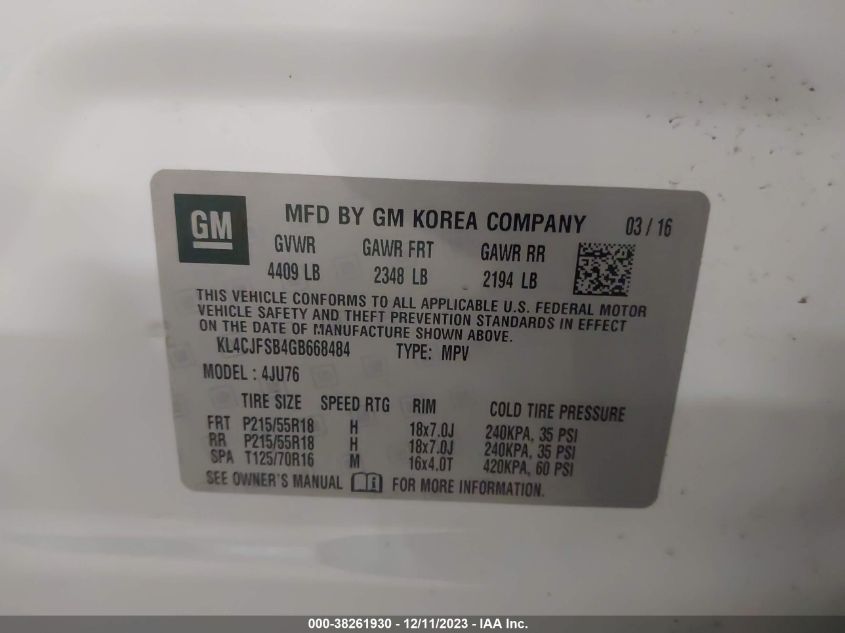 GM MFD BY GM KOREA COMPANY 03 / 16
GVWR GAWR FRT GAWR RR
4409 LB 2348 LB 2194 LB
THIS VEHICLE CONFORMS TO ALL APPLICABLE U.S. FEDERAL MOTOR
VEHICLE SAFETY AND THEFT PREVENTION STANDARDS IN EFFECT
ON THE DATE OF MANUFACTURE SHOWN ABOVE.
KL4CJFSB4GB668484 TYPE: MPV
MODEL : 4JU76
TIRE SIZE SPEED RTG RIM COLD TIRE PRESSURE
FRT P215/55R18 H 18x7.0J 240KPA, 35 PSI
RR P215/55R18 H 18x7.0J 240KPA, 35 PSI
SPA T125/70R16 M 16x4.0T 420KPA, 60 PSI
SEE OWNER'S MANUAL FOR MORE INFORMATION.
000-38261930 - 12/11/2023 - IAA Inc.